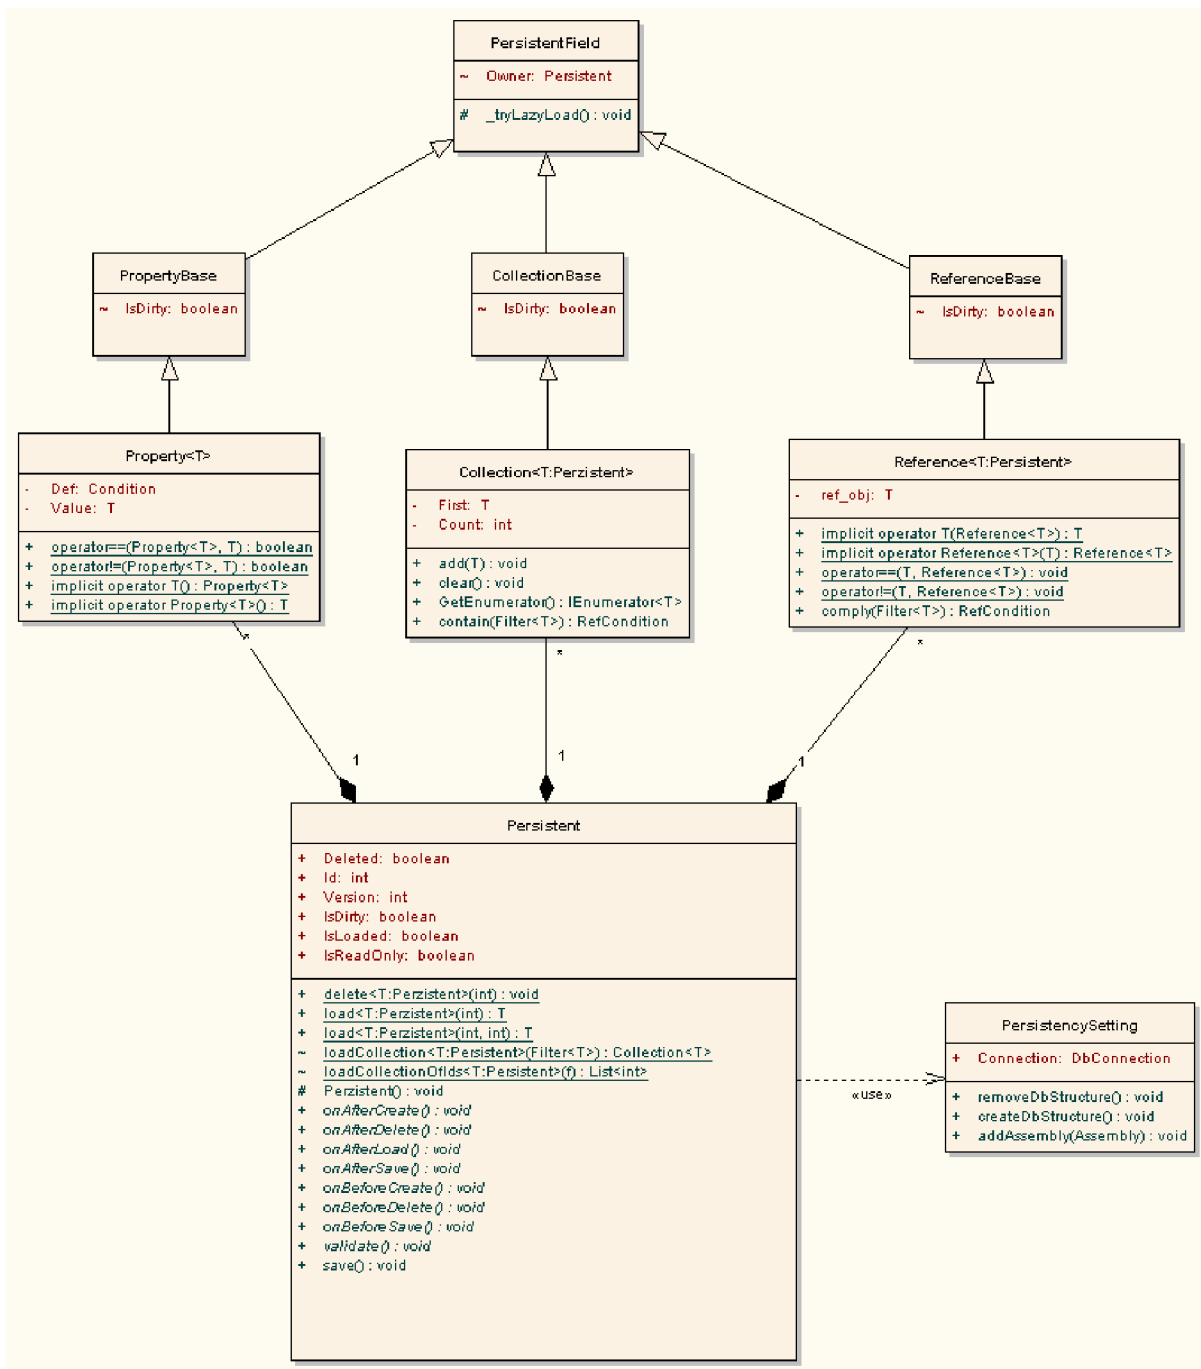 PersistentField
~ Owner: Persistent
# _tryLazyLoad() : void
PropertyBase
~ IsDirty: boolean
CollectionBase
~ IsDirty: boolean
ReferenceBase
~ IsDirty: boolean
Property<T>
- Def: Condition
- Value: T
+ operator==(Property<T>, T) : boolean
+ operator!=(Property<T>, T) : boolean
+ implicit operator T() : Property<T>
+ implicit operator Property<T>() : T
Collection<T:Perzistent>
- First: T
- Count: int
+ add(T) : void
+ clear() : void
+ GetEnumerator() : IEnumerator<T>
+ contain(Filter<T>) : RefCondition
Reference<T:Persistent>
- ref_obj: T
+ implicit operator T(Reference<T>) : T
+ implicit operator Reference<T>(T) : Reference<T>
+ operator==(T, Reference<T>) : void
+ operator!=(T, Reference<T>) : void
+ comply(Filter<T>) : RefCondition
*
*
*
1
1
1
Persistent
+ Deleted: boolean
+ Id: int
+ Version: int
+ IsDirty: boolean
+ IsLoaded: boolean
+ IsReadOnly: boolean
+ delete<T:Perzistent>(int) : void
+ load<T:Perzistent>(int) : T
+ load<T:Perzistent>(int, int) : T
~ loadCollection<T:Persistent>(Filter<T>) : Collection<T>
~ loadCollectionOfIds<T:Persistent>(f) : List<int>
# Perzistent() : void
+ onAfterCreate() : void
+ onAfterDelete() : void
+ onAfterLoad() : void
+ onAfterSave() : void
+ onBeforeCreate() : void
+ onBeforeDelete() : void
+ onBeforeSave() : void
+ validate() : void
+ save() : void
«use»
PersistencySetting
+ Connection: DbConnection
+ removeDbStructure() : void
+ createDbStructure() : void
+ addAssembly(Assembly) : void